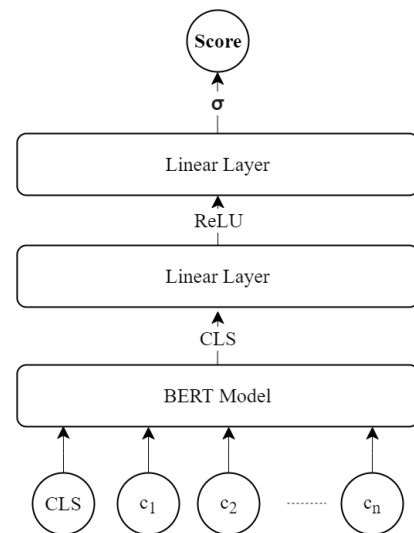 Score
σ
Linear Layer
ReLU
Linear Layer
CLS
BERT Model
CLS c₁ c₂ cₙ